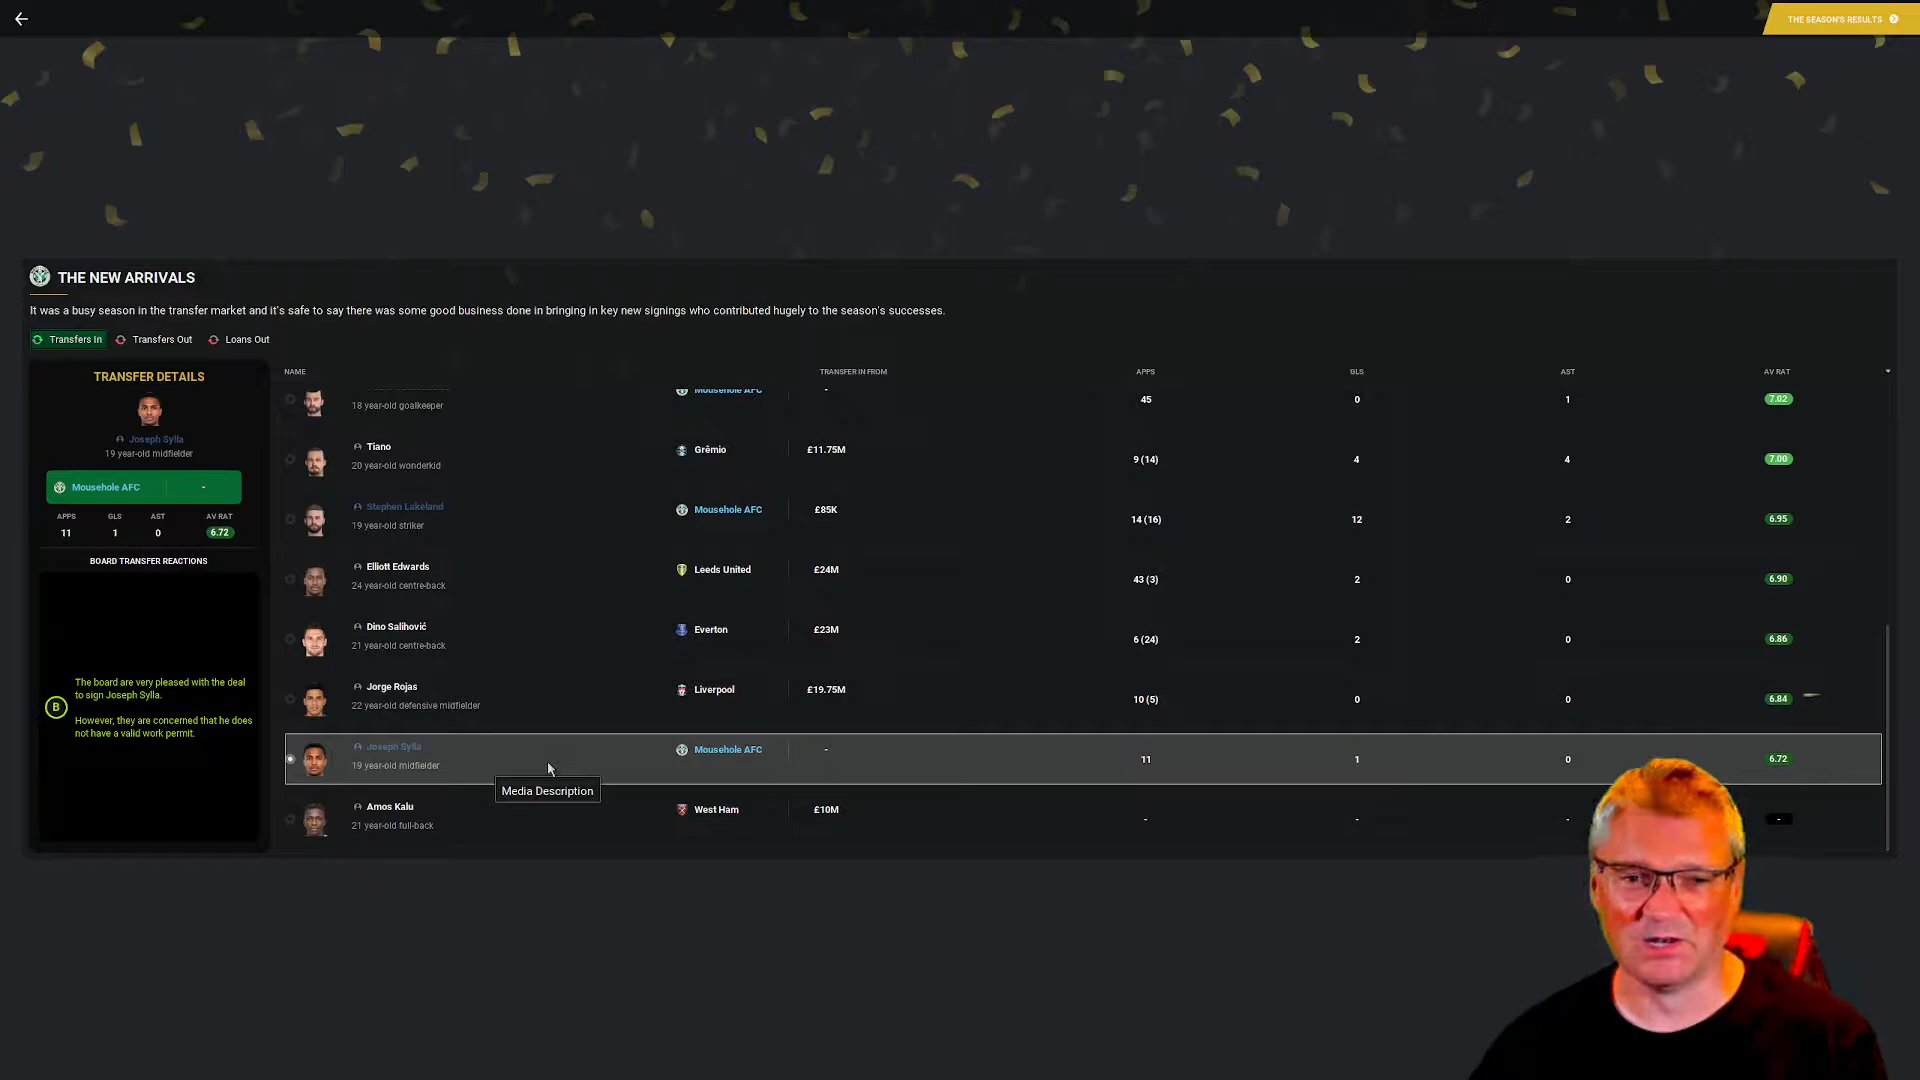 THE SEASON'S RESULTS
THE NEW ARRIVALS
It was a busy season in the transfer market and it's safe to say there was some good business done in bringing in key new signings who contributed hugely to the season's successes.
Transfers In Transfers Out Loans Out
TRANSFER DETAILS
Joseph Sylla
19 year-old midfielder
Mousehole AFC -
APPS GLS AST AV RAT
11 1 0 6.72
BOARD TRANSFER REACTIONS
B
The board are very pleased with the deal
to sign Joseph Sylla.
However, they are concerned that he does
not have a valid work permit.
NAME TRANSFER IN FROM APPS GLS AST AV RAT
Mousehole AFC -
18 year-old goalkeeper 45 0 1 7.02
Tiano Grêmio £11.75M
20 year-old wonderkid 9 (14) 4 4 7.00
Stephen Lakeland Mousehole AFC £85K
19 year-old striker 14 (16) 12 2 6.95
Elliott Edwards Leeds United £24M
24 year-old centre-back 43 (3) 2 0 6.90
Dino Salihović Everton £23M
21 year-old centre-back 6 (24) 2 0 6.86
Jorge Rojas Liverpool £19.75M
22 year-old defensive midfielder 10 (5) 0 0 6.84
Joseph Sylla Mousehole AFC -
19 year-old midfielder 11 1 0 6.72
Media Description
Amos Kalu West Ham £10M
21 year-old full-back - - - -